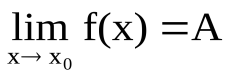 lim f(x) =A
x→ x₀